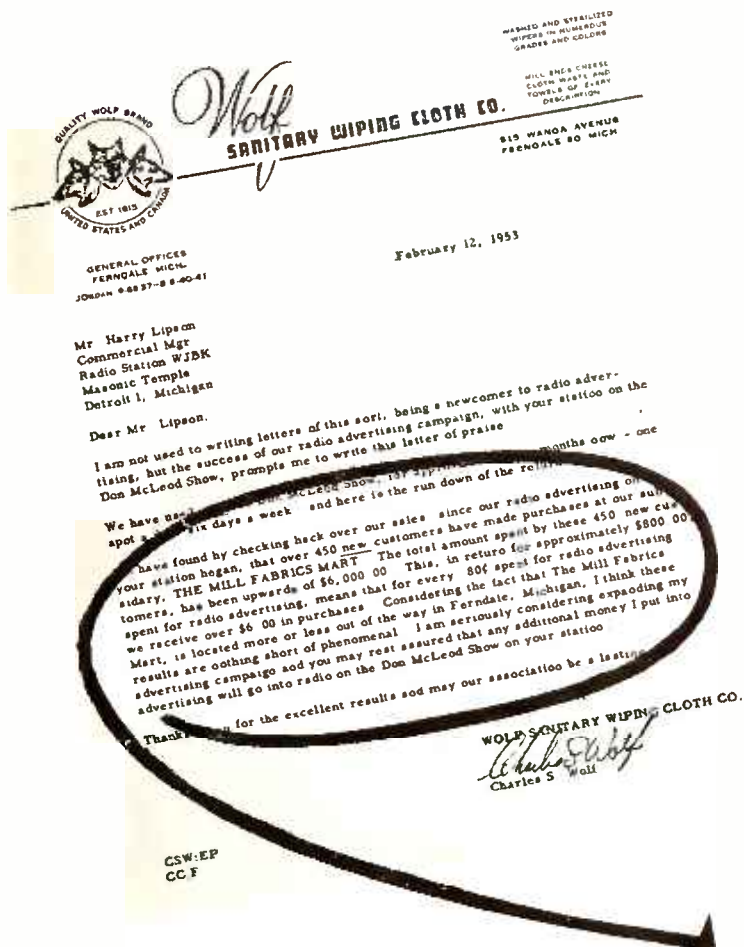 WASHED AND STERILIZED
WIPERS IN NUMEROUS
GRADES AND COLORS
MILL ENDS CHEESE
CLOTH WASTE AND
TOWELS OF EVERY
DESCRIPTION
Wolf
SANITARY WIPING CLOTH CO.
515 WANDA AVENUE
FERNDALE 20 MICH
QUALITY WOLF BRAND
EST 1915
UNITED STATES AND CANADA
GENERAL OFFICES
FERNDALE MICH.
JORDAN
February 12, 1953
Mr Harry Lipson
Commercial Mgr
Radio Station WJBK
Masonic Temple
Detroit 1, Michigan
Dear Mr Lipson,
I am not used to writing letters of this sort, being a newcomer to radio adver-
tising, but the success of our radio advertising campaign, with your station on the
Don McLeod Show, prompts me to write this letter of praise
We have McLeod Show, for months now - one
spot a six days a week and here is the run down of the
have found by checking back over our sales since our radio advertising on
your station began, that over 450 new customers have made purchases at our sub
sidary, THE MILL FABRICS MART The total amount spent by these 450 new cus
tomers, has been upwards of $6,000 00 This, in return for approximately $800 00
spent for radio advertising, means that for every 80¢ spent for radio advertising
we receive over $6 00 in purchases Considering the fact that The Mill Fabrics
Mart, is located more or less out of the way in Ferndale, Michigan, I think these
results are nothing short of phenomenal I am seriously considering expanding my
advertising campaign and you may rest assured that any additional money I put into
advertising will go into radio on the Don McLeod Show on your station
Thank for the excellent results and may our association be a lasting
WOLF SANITARY WIPING CLOTH CO.
Charles S Wolf
Charles S Wolf
CSW:EP
CC F